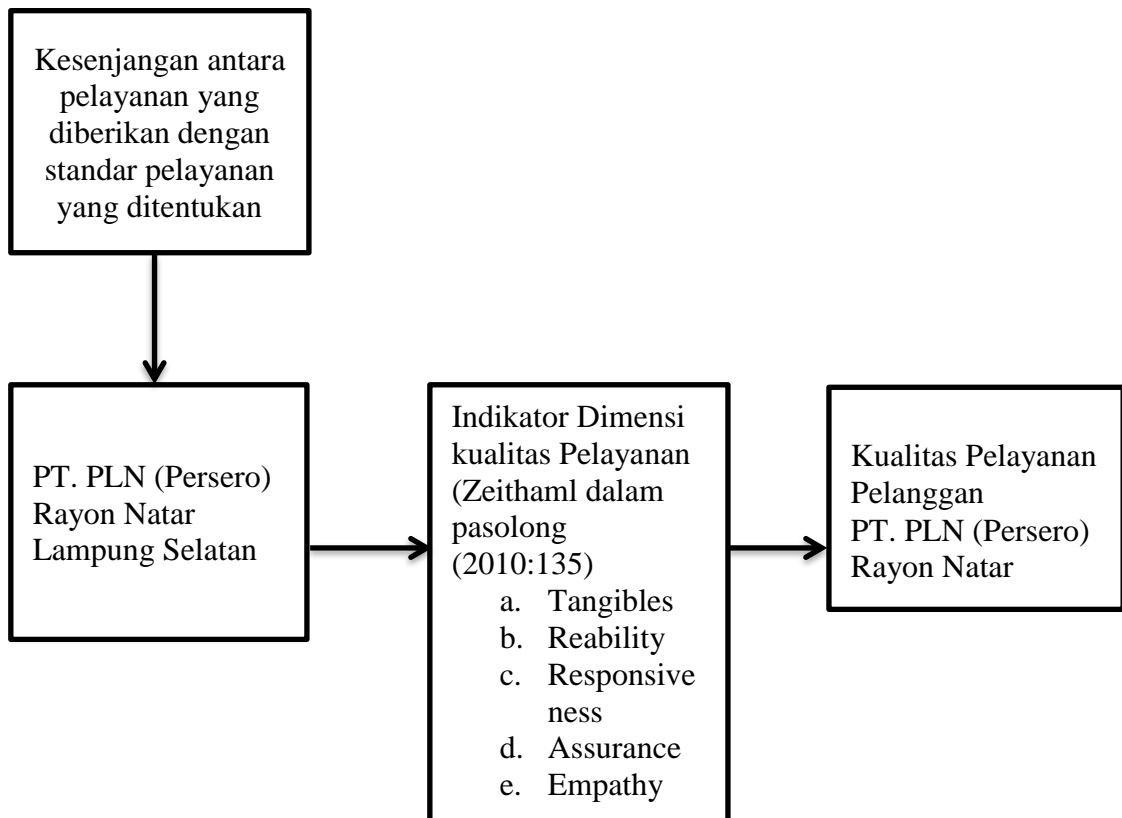 Kesenjangan antara
pelayanan yang
diberikan dengan
standar pelayanan
yang ditentukan
PT. PLN (Persero)
Rayon Natar
Lampung Selatan
Indikator Dimensi
kualitas Pelayanan
(Zeithaml dalam
pasolong
(2010:135)
a. Tangibles
b. Reability
c. Responsive
ness
d. Assurance
e. Empathy
Kualitas Pelayanan
Pelanggan
PT. PLN (Persero)
Rayon Natar